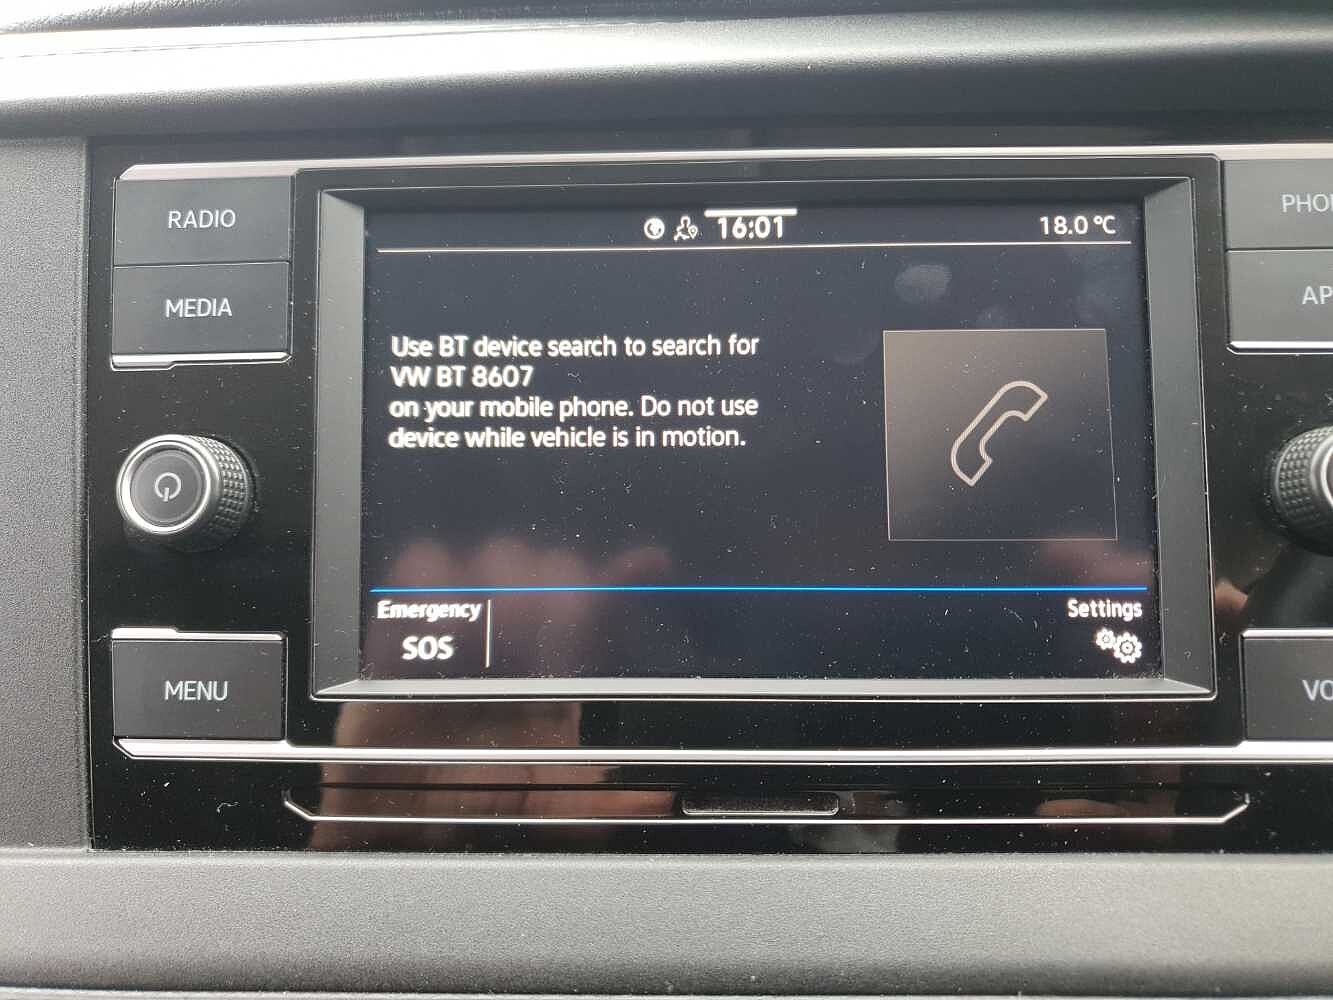 RADIO
MEDIA
MENU
16:01
18.0 °C
Use BT device search to search for
VW BT 8607
on your mobile phone. Do not use
device while vehicle is in motion.
Emergency
SOS
Settings